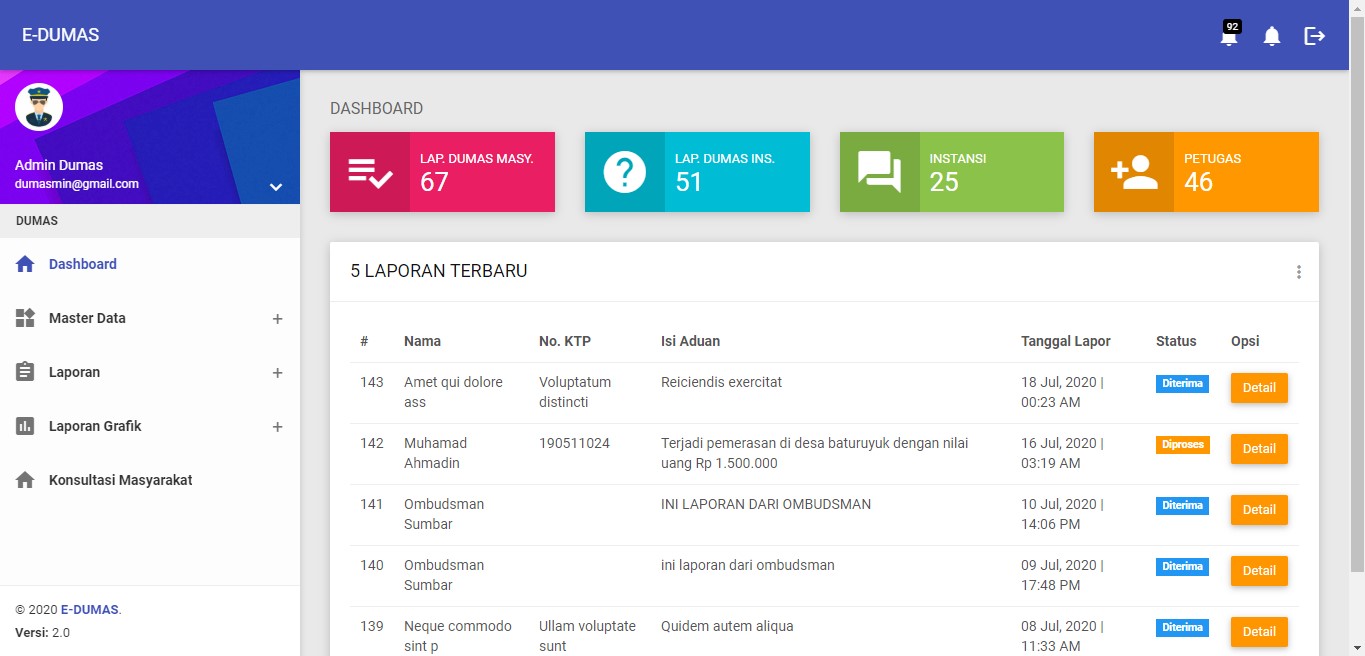 E-DUMAS
92
Admin Dumas
dumasmin@gmail.com
DUMAS
Dashboard
Master Data
Laporan
Laporan Grafik
Konsultasi Masyarakat
© 2020 E-DUMAS.
Versi: 2.0
DASHBOARD
LAP. DUMAS MASY.
67
LAP. DUMAS INS.
51
INSTANSI
25
PETUGAS
46
5 LAPORAN TERBARU
# Nama No. KTP Isi Aduan Tanggal Lapor Status Opsi
143 Amet qui dolore Voluptatum Reiciendis exercitat 18 Jul, 2020 | Diterima Detail
ass distincti 00:23 AM
142 Muhamad 190511024 Terjadi pemerasan di desa baturuyuk dengan nilai 16 Jul, 2020 | Diproses Detail
Ahmadin uang Rp 1.500.000 03:19 AM
141 Ombudsman INI LAPORAN DARI OMBUDSMAN 10 Jul, 2020 | Diterima Detail
Sumbar 14:06 PM
140 Ombudsman ini laporan dari ombudsman 09 Jul, 2020 | Diterima Detail
Sumbar 17:48 PM
139 Neque commodo Ullam voluptate Quidem autem aliqua 08 Jul, 2020 | Diterima Detail
sint p sunt 11:33 AM